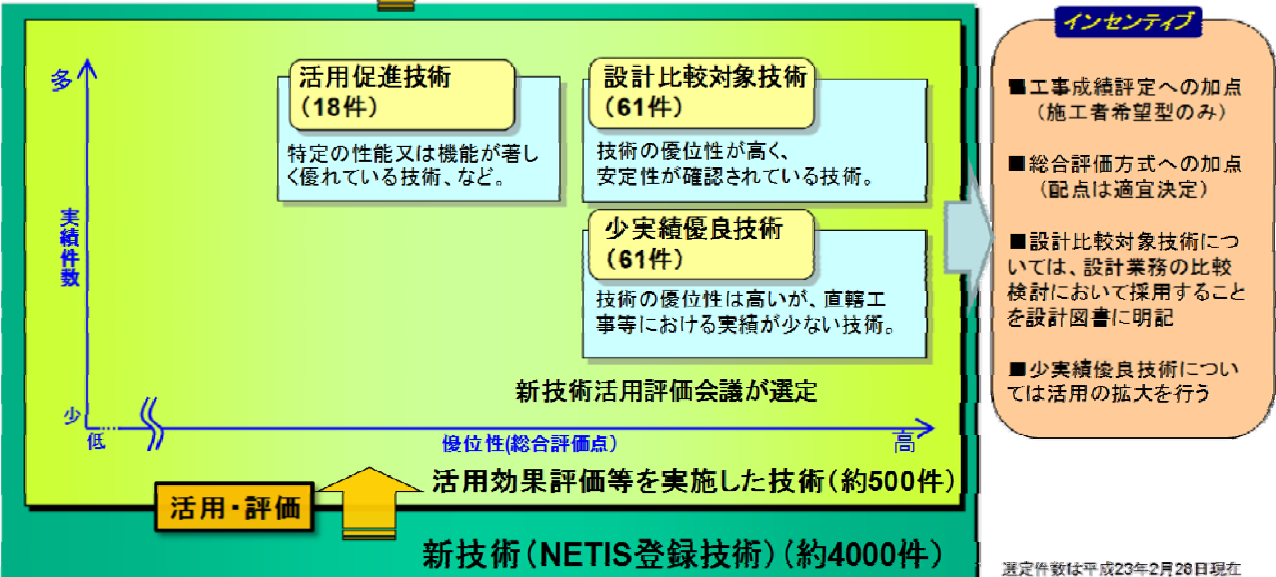 インセンティブ
多
活用促進技術
（18件）
特定の性能又は機能が著し
く優れている技術、など。
設計比較対象技術
（61件）
技術の優位性が高く、
安定性が確認されている技術。
少実績優良技術
（61件）
技術の優位性は高いが、直轄工
事等における実績が少ない技術。
実績件数
新技術活用評価会議が選定
少
低
優位性(総合評価点)
高
活用効果評価等を実施した技術（約500件）
活用・評価
新技術（NETIS登録技術）（約4000件）
■工事成績評定への加点
（施工者希望型のみ）
■総合評価方式への加点
（配点は適宜決定）
■設計比較対象技術につ
いては、設計業務の比較
検討において採用すること
を設計図書に明記
■少実績優良技術につい
ては活用の拡大を行う
選定件数は平成23年2月28日現在